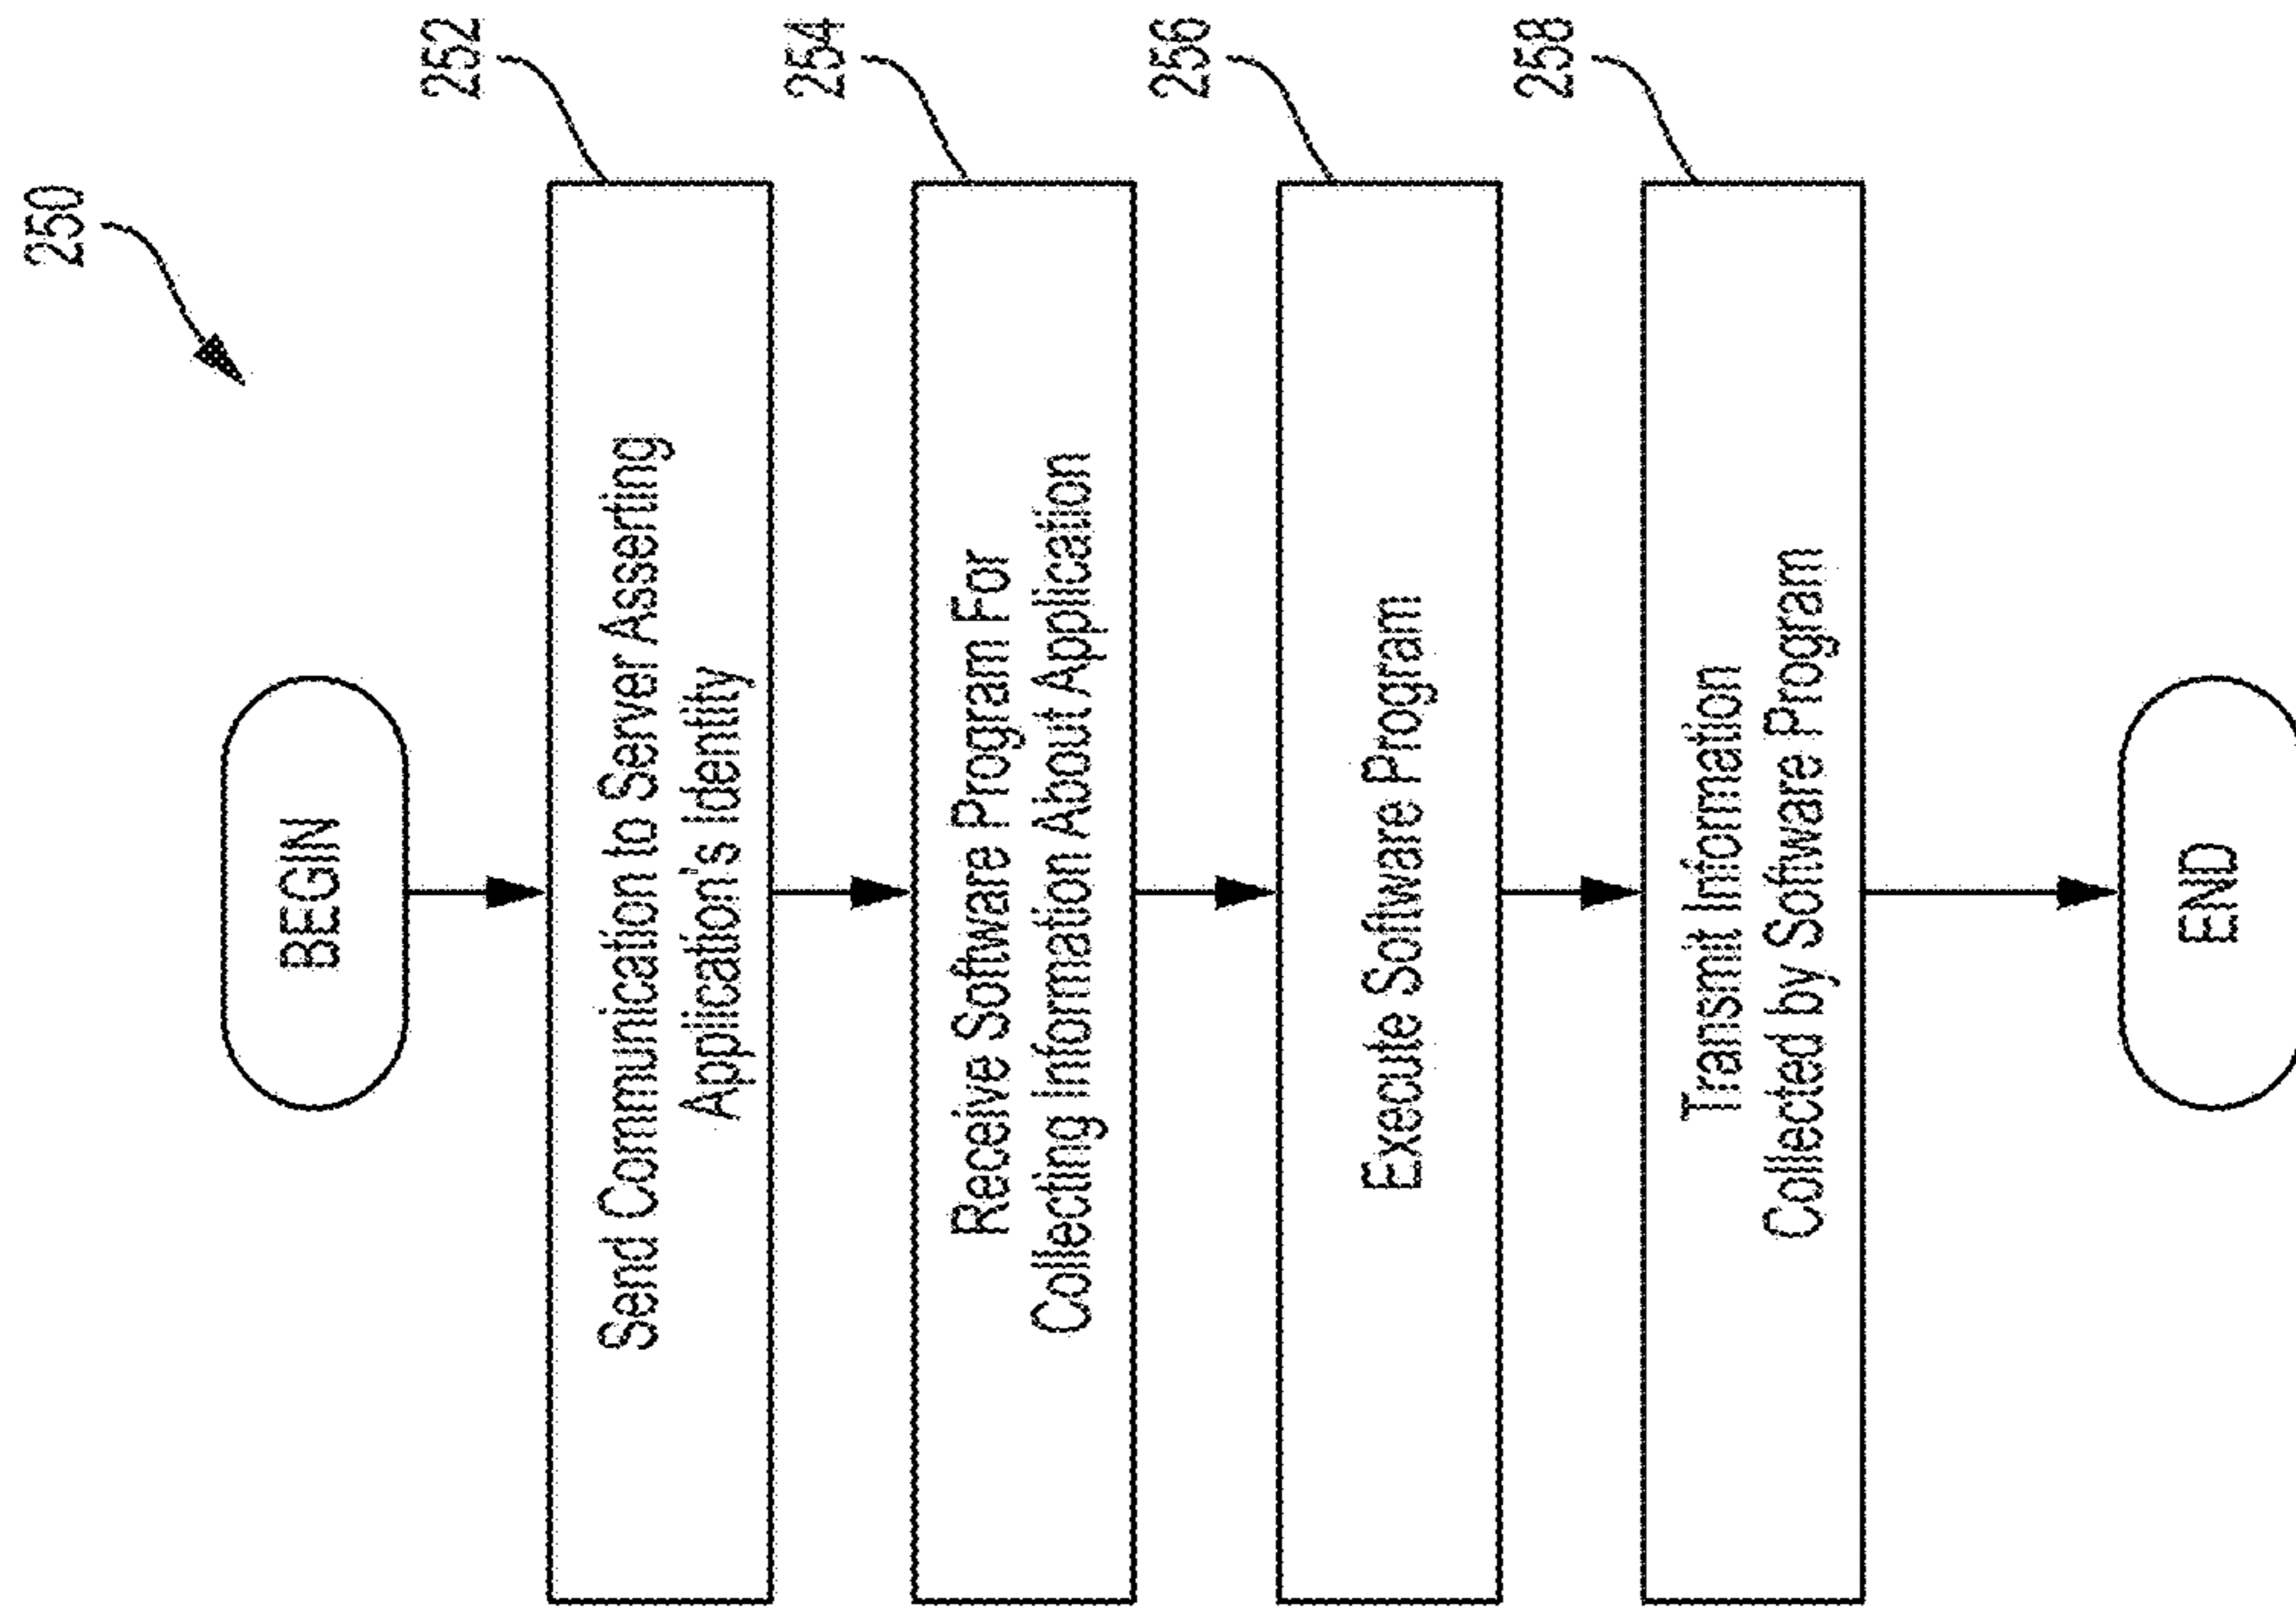 250
BEGIN
252
Send Communication to Server Asserting
Application's Identity
254
Receive Software Program For
Collecting Information About Application
256
Execute Software Program
258
Transmit Information
Collected by Software Program
END